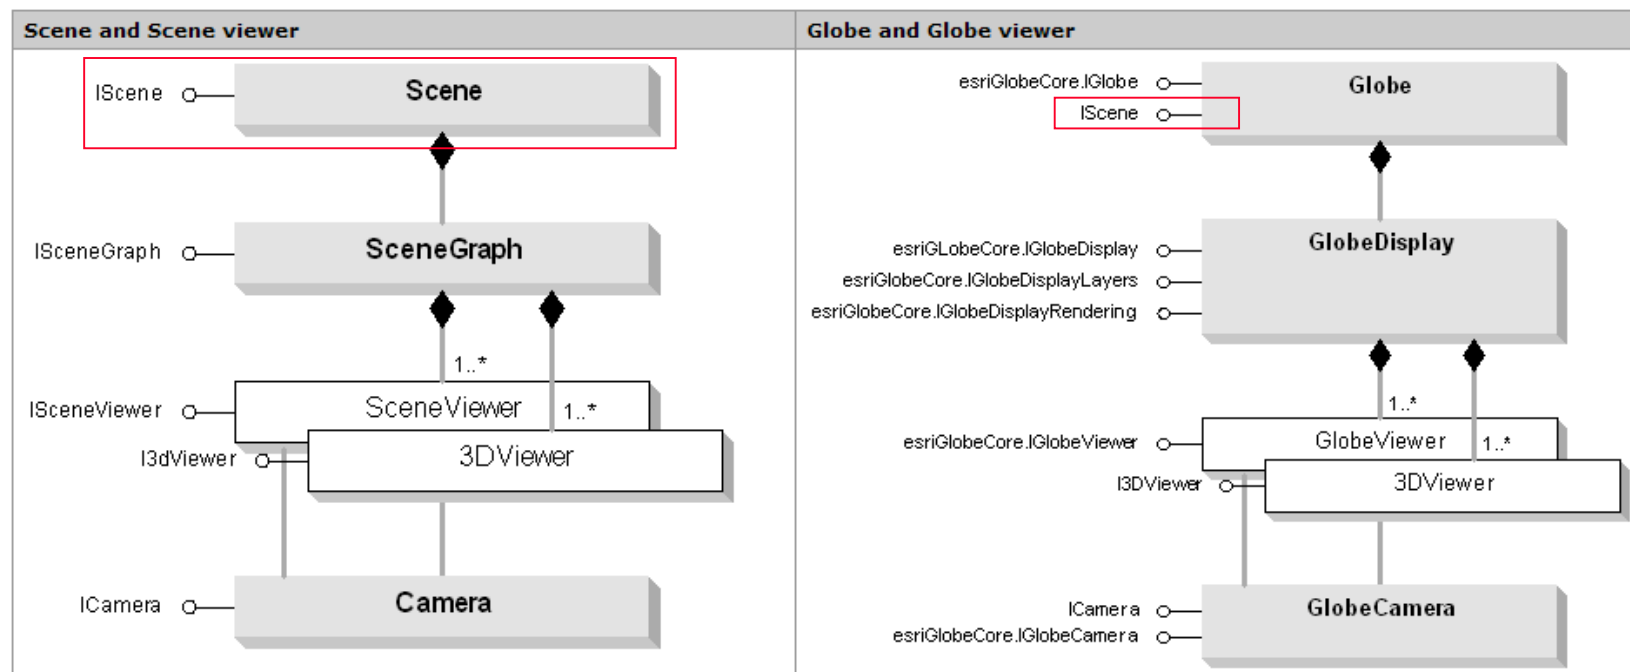 Scene and Scene viewer
IScene
Scene
ISceneGraph
SceneGraph
1..*
ISceneViewer
SceneViewer
1..*
I3dViewer
3DViewer
ICamera
Camera
Globe and Globe viewer
esriGlobeCore.IGlobe
Globe
IScene
GlobeDisplay
esriGLobeCore.IGlobeDisplay
esriGlobeCore.IGlobeDisplayLayers
esriGlobeCore.IGlobeDisplayRendering
1..*
esriGlobeCore.IGlobeViewer
GlobeViewer
1..*
I3DViewer
3DViewer
ICamera
GlobeCamera
esriGlobeCore.IGlobeCamera